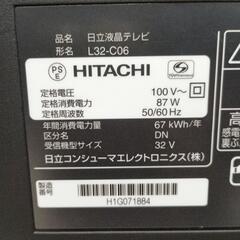 品名 日立液晶テレビ
形名 L32-C06
PS
E
HITACHI
定格電圧 100 V～
定格消費電力 87 W
定格周波数 50/60 Hz
年間消費電力量 67 kWh/年
区分 DN
受信機型サイズ 32 V
日立コンシューマエレクトロニクス(株)
製造番号
H1G071884
高